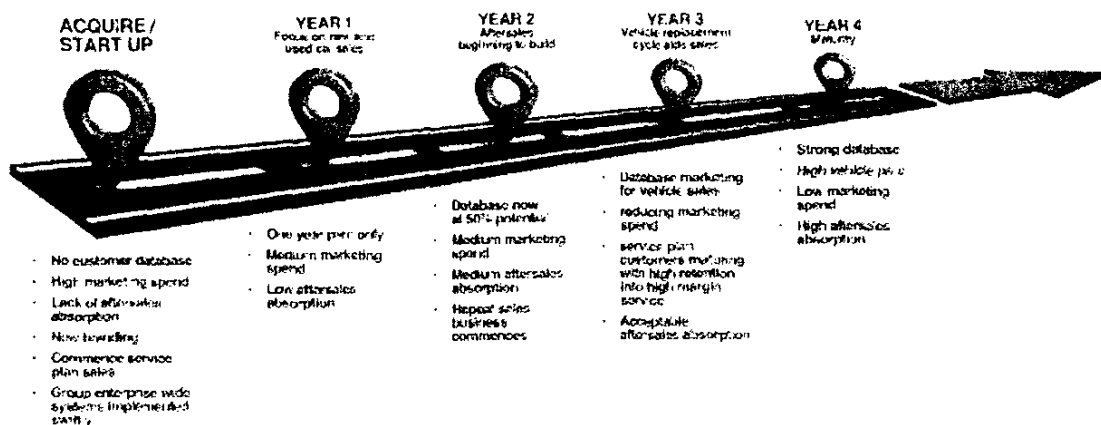 ACQUIRE /
START UP
YEAR 1
Focus on new and
used car sales
YEAR 2
Aftersales
beginning to build
YEAR 3
Vehicle replacement
cycle aids sales
YEAR 4
Maturity
· No customer database
· High marketing spend
· Lack of aftersales
absorption
· New branding
· Commence service
plan sales
· Group enterprise wide
systems implemented
swiftly
· One year parc only
· Medium marketing
spend
· Low aftersales
absorption
· Database now
at 50% potential
· Medium marketing
spend
· Medium aftersales
absorption
· Repeat sales
business
commences
· Database marketing
for vehicle sales
· reducing marketing
spend
· service plan
customers maturing
with high retention
into high margin
service
· Acceptable
aftersales absorption
· Strong database
· High vehicle parc
· Low marketing
spend
· High aftersales
absorption